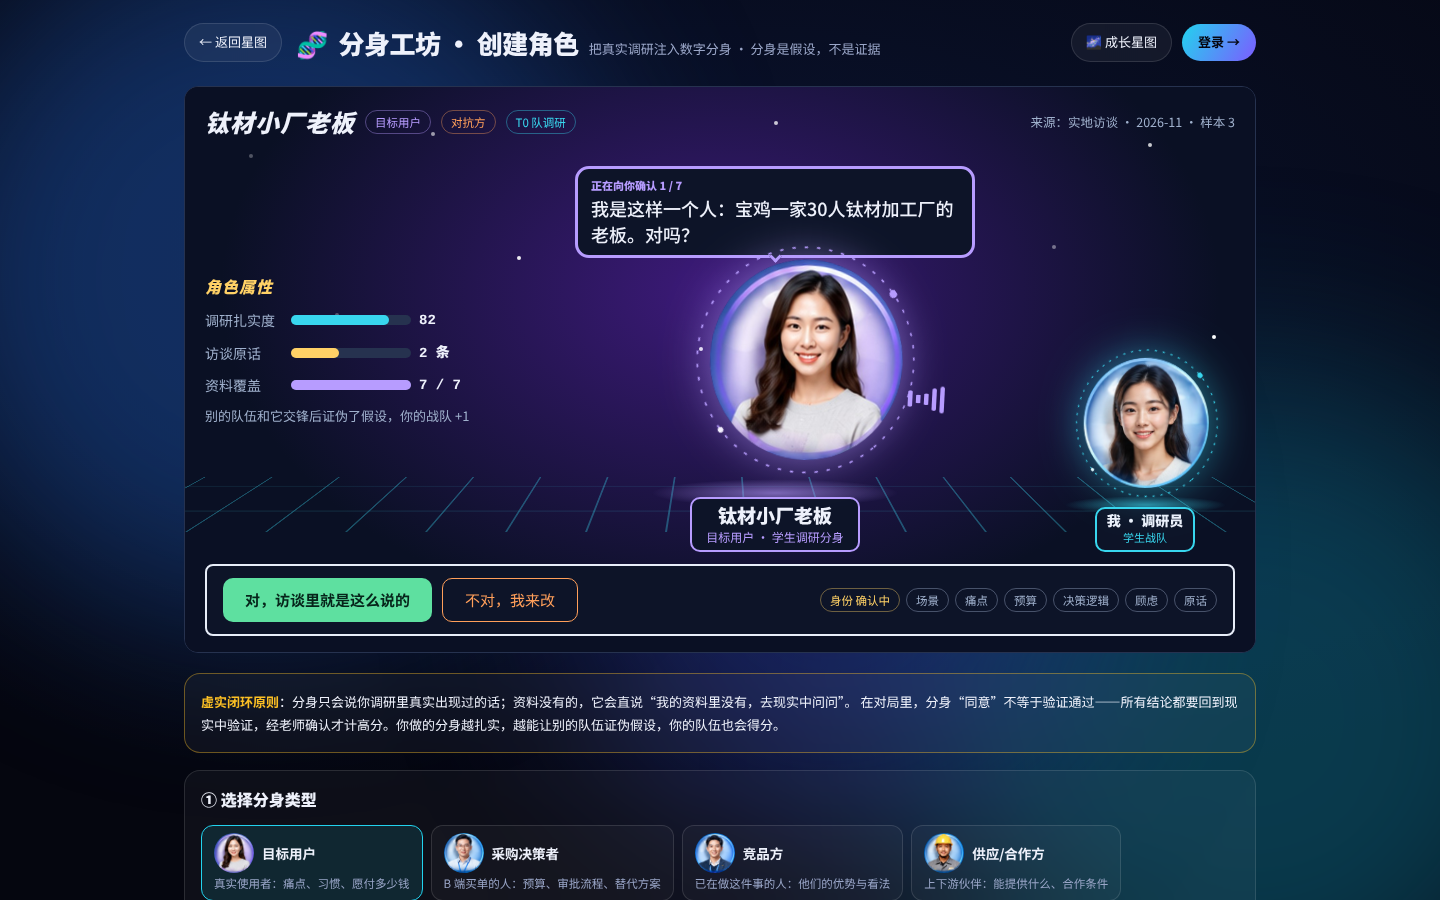 ← 返回星图
🧬 分身工坊 · 创建角色
把真实调研注入数字分身 · 分身是假设，不是证据
🌌 成长星图
登录 →
钛材小厂老板
目标用户
对抗方
T0 队调研
来源：实地访谈 · 2026-11 · 样本 3
正在向你确认 1 / 7
我是这样一个人：宝鸡一家30人钛材加工厂的
老板。对吗？
角色属性
调研扎实度 82
访谈原话 2 条
资料覆盖 7 / 7
别的队伍和它交锋后证伪了假设，你的战队 +1
钛材小厂老板
目标用户 · 学生调研分身
我 · 调研员
学生战队
对，访谈里就是这么说的
不对，我来改
身份 确认中
场景
痛点
预算
决策逻辑
顾虑
原话
虚实闭环原则：分身只会说你调研里真实出现过的话；资料没有的，它会直说“我的资料里没有，去现实中问问”。 在对局里，分身“同意”不等于验证通过——所有结论都要回到现
实中验证，经老师确认才计高分。你做的分身越扎实，越能让别的队伍证伪假设，你的队伍也会得分。
① 选择分身类型
目标用户
真实使用者：痛点、习惯、愿付多少钱
采购决策者
B 端买单的人：预算、审批流程、替代方案
竞品方
已在做这件事的人：他们的优势与看法
供应/合作方
上下游伙伴：能提供什么、合作条件